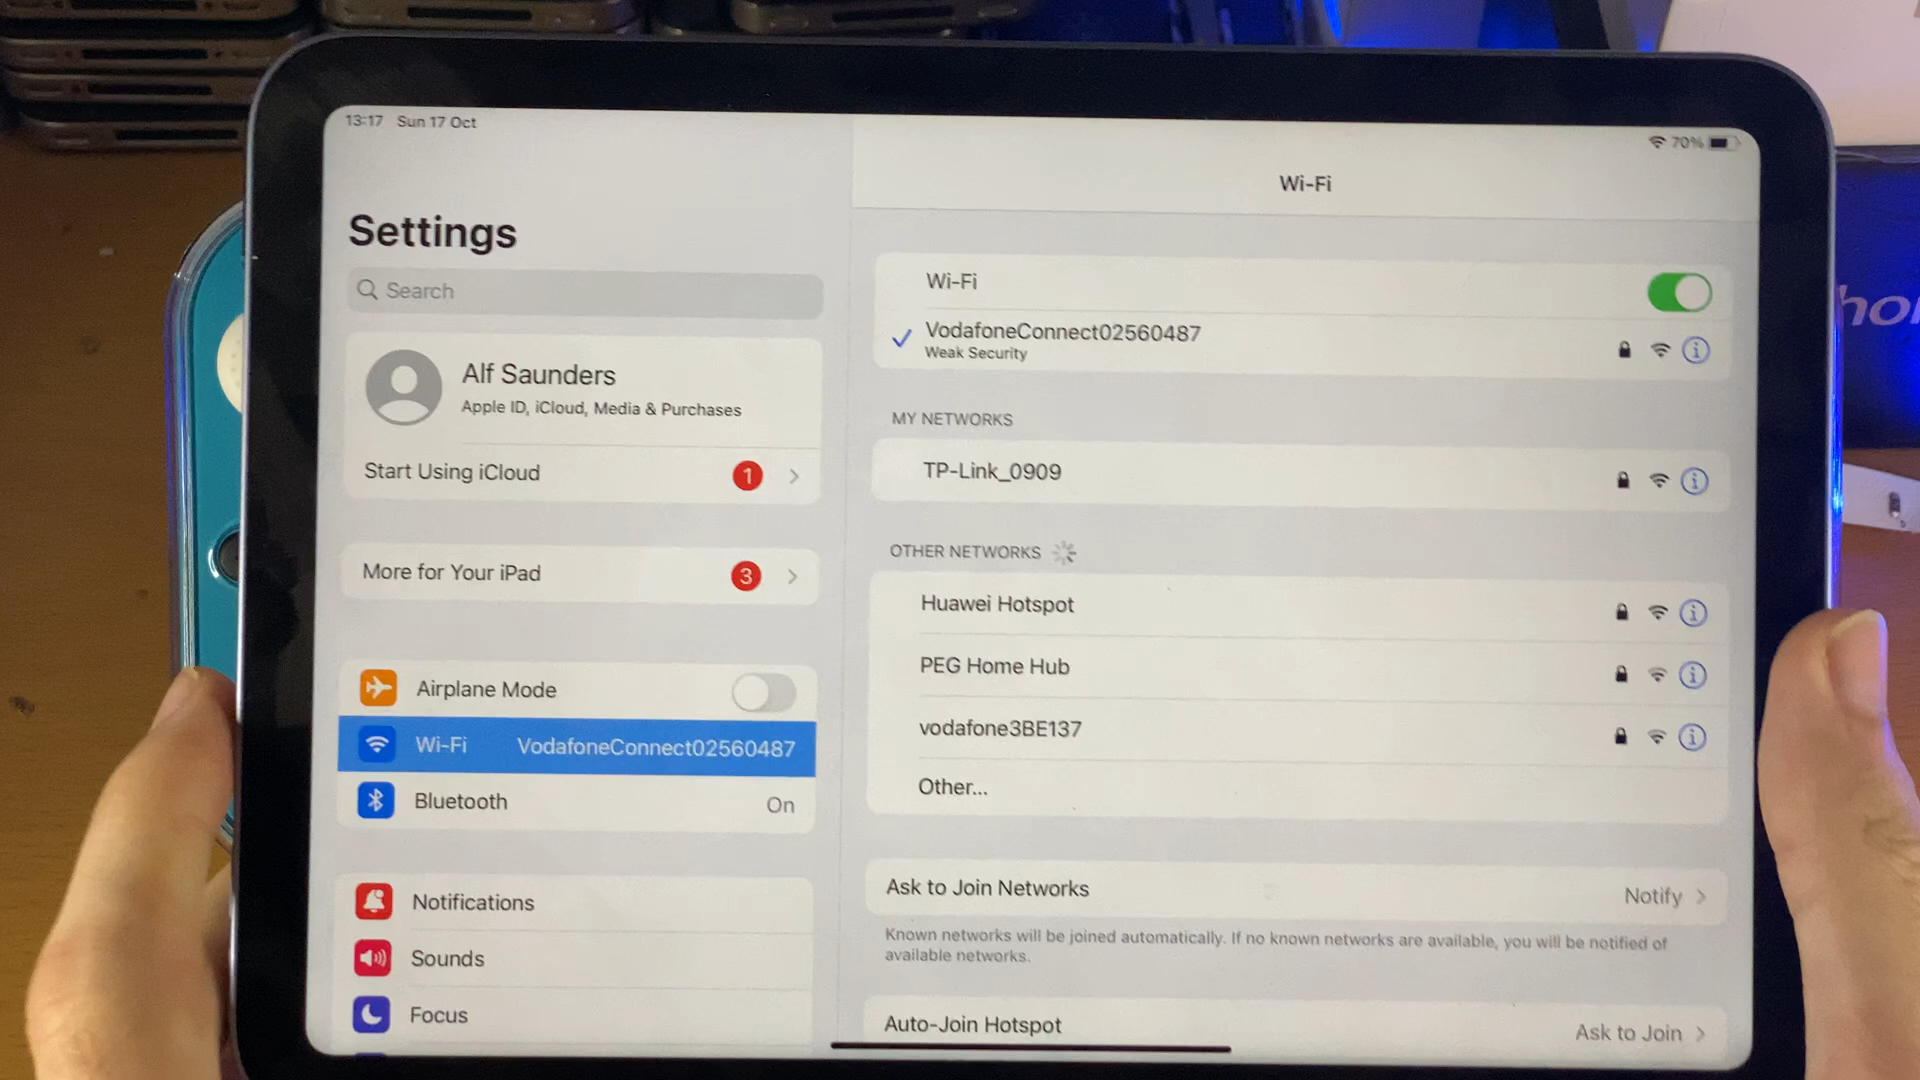 13:17 Sun 17 Oct
70%
Settings
Search
Alf Saunders
Apple ID, iCloud, Media & Purchases
Start Using iCloud 1
More for Your iPad 3
Airplane Mode
Wi-Fi VodafoneConnect02560487
Bluetooth On
Notifications
Sounds
Focus
Wi-Fi
Wi-Fi
VodafoneConnect02560487
Weak Security
MY NETWORKS
TP-Link_0909
OTHER NETWORKS
Huawei Hotspot
PEG Home Hub
vodafone3BE137
Other...
Ask to Join Networks Notify
Known networks will be joined automatically. If no known networks are available, you will be notified of
available networks.
Auto-Join Hotspot Ask to Join